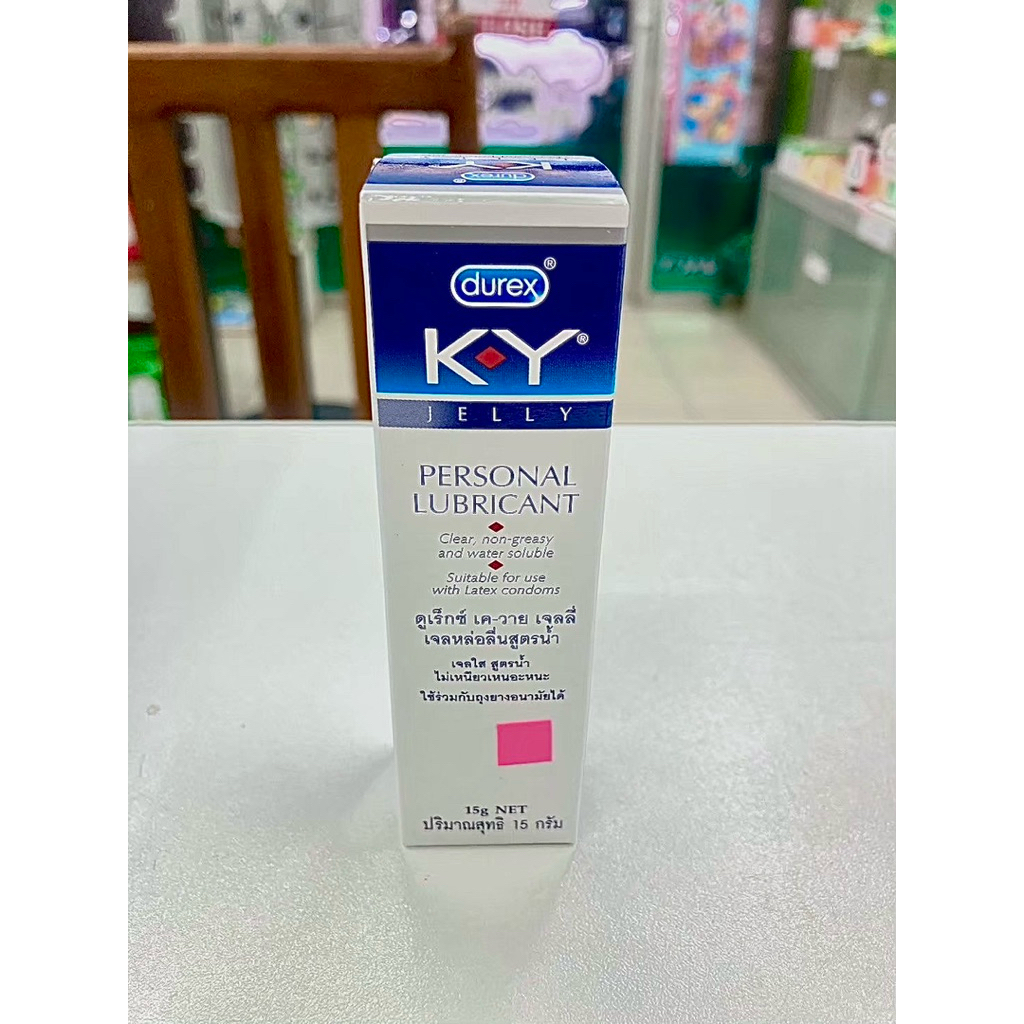 durex®
durex®
K-Y®
JELLY
PERSONAL
LUBRICANT
Clear, non-greasy
and water soluble
Suitable for use
with Latex condoms
ดูเร็กซ์ เค-วาย เจลลี่
เจลหล่อลื่นสูตรน้ำ
เจลใส สูตรน้ำ
ไม่เหนียวเหนอะหนะ
ใช้ร่วมกับถุงยางอนามัยได้
15g NET
ปริมาณสุทธิ 15 กรัม